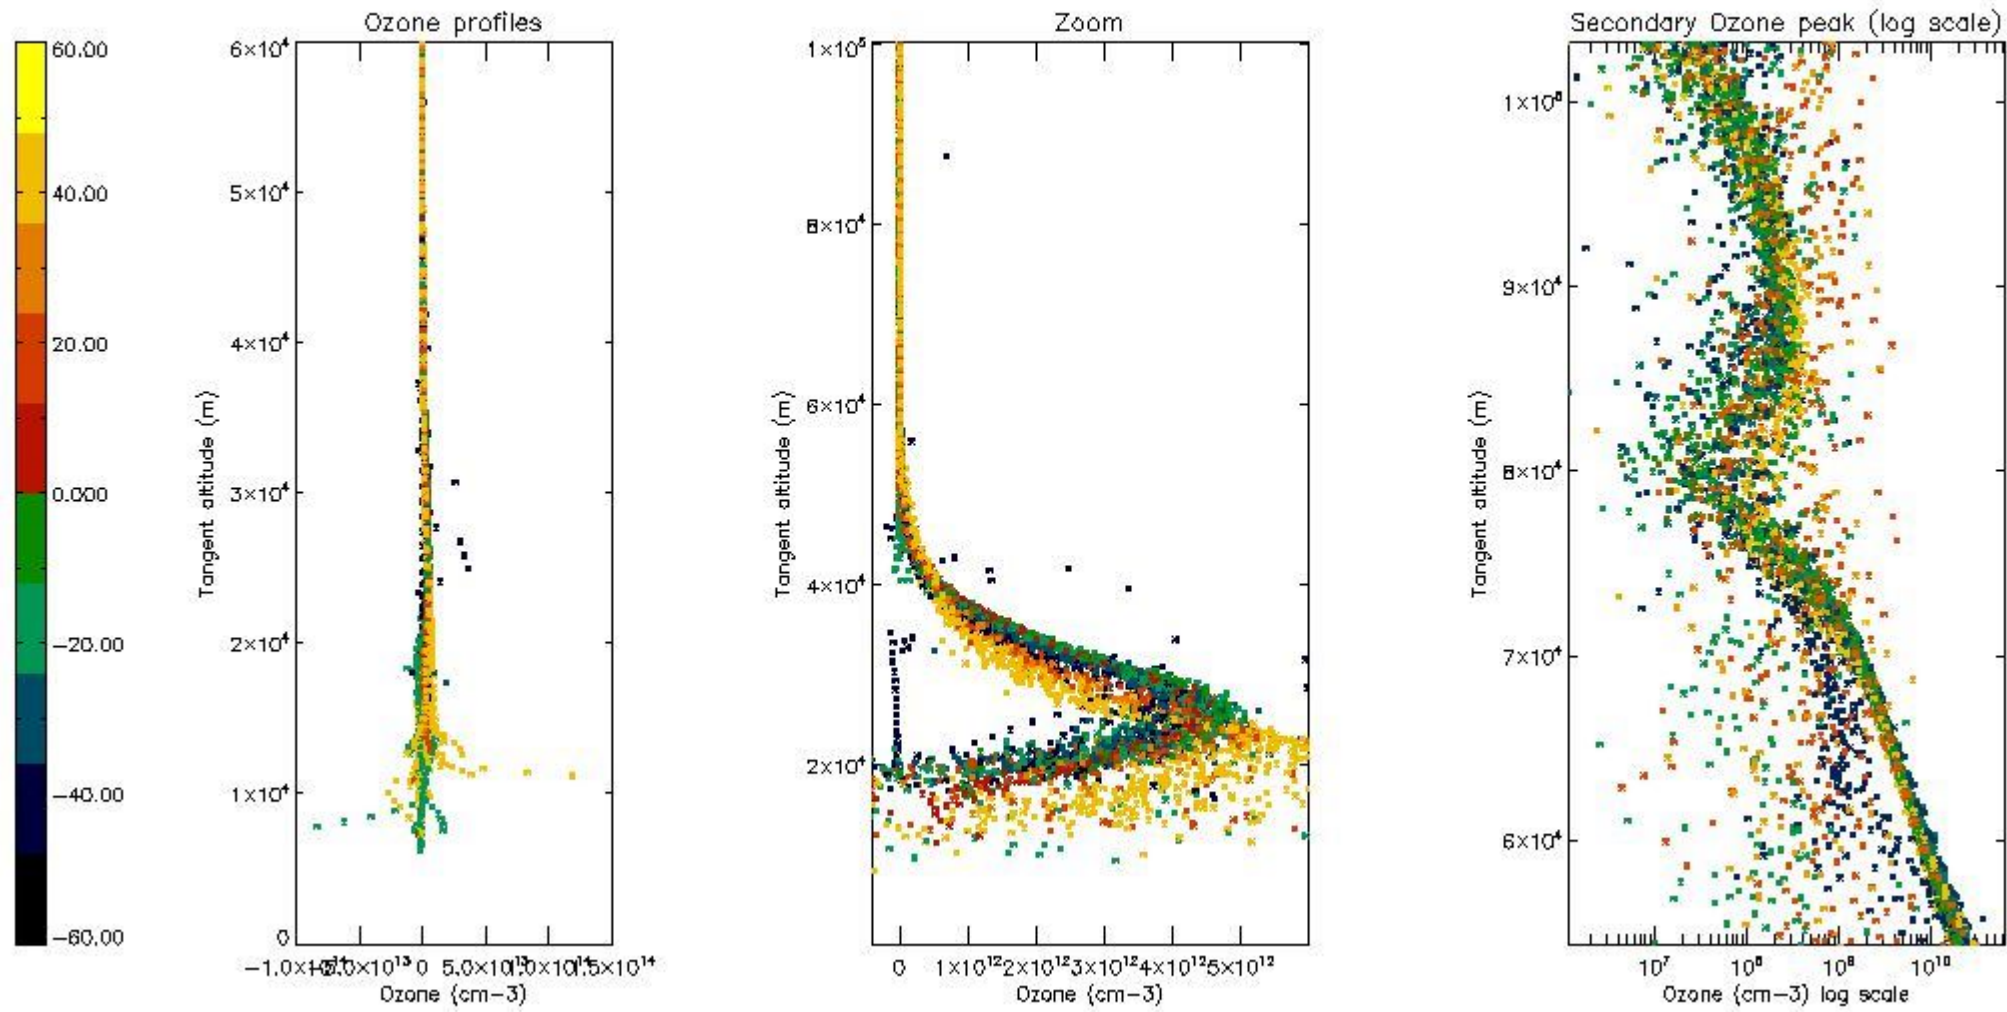 Ozone profiles
Zoom
Secondary Ozone peak (log scale)
60.00
40.00
20.00
0.000
−20.00
−40.00
−60.00
Tangent altitude (m)
6×10⁴
5×10⁴
4×10⁴
3×10⁴
2×10⁴
1×10⁴
0
0
Ozone (cm−3)
Tangent altitude (m)
1×10⁵
8×10⁴
6×10⁴
4×10⁴
2×10⁴
0 1×10¹² 2×10¹² 3×10¹² 4×10¹² 5×10¹²
Ozone (cm−3)
Tangent altitude (m)
9×10⁴
8×10⁴
7×10⁴
6×10⁴
10⁷ 10⁸ 10⁹ 10¹⁰
Ozone (cm−3) log scale